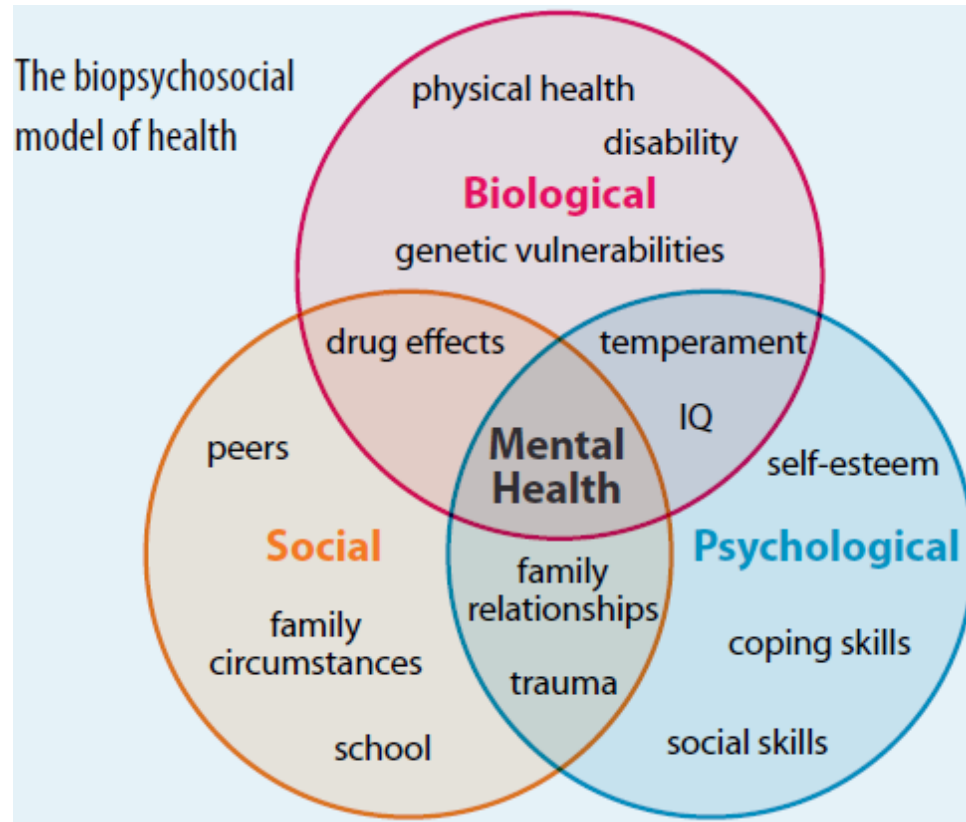 The biopsychosocial
model of health
physical health
disability
Biological
genetic vulnerabilities
drug effects
temperament
IQ
peers
Mental
Health
self-esteem
Social
Psychological
family
relationships
family
circumstances
coping skills
trauma
school
social skills